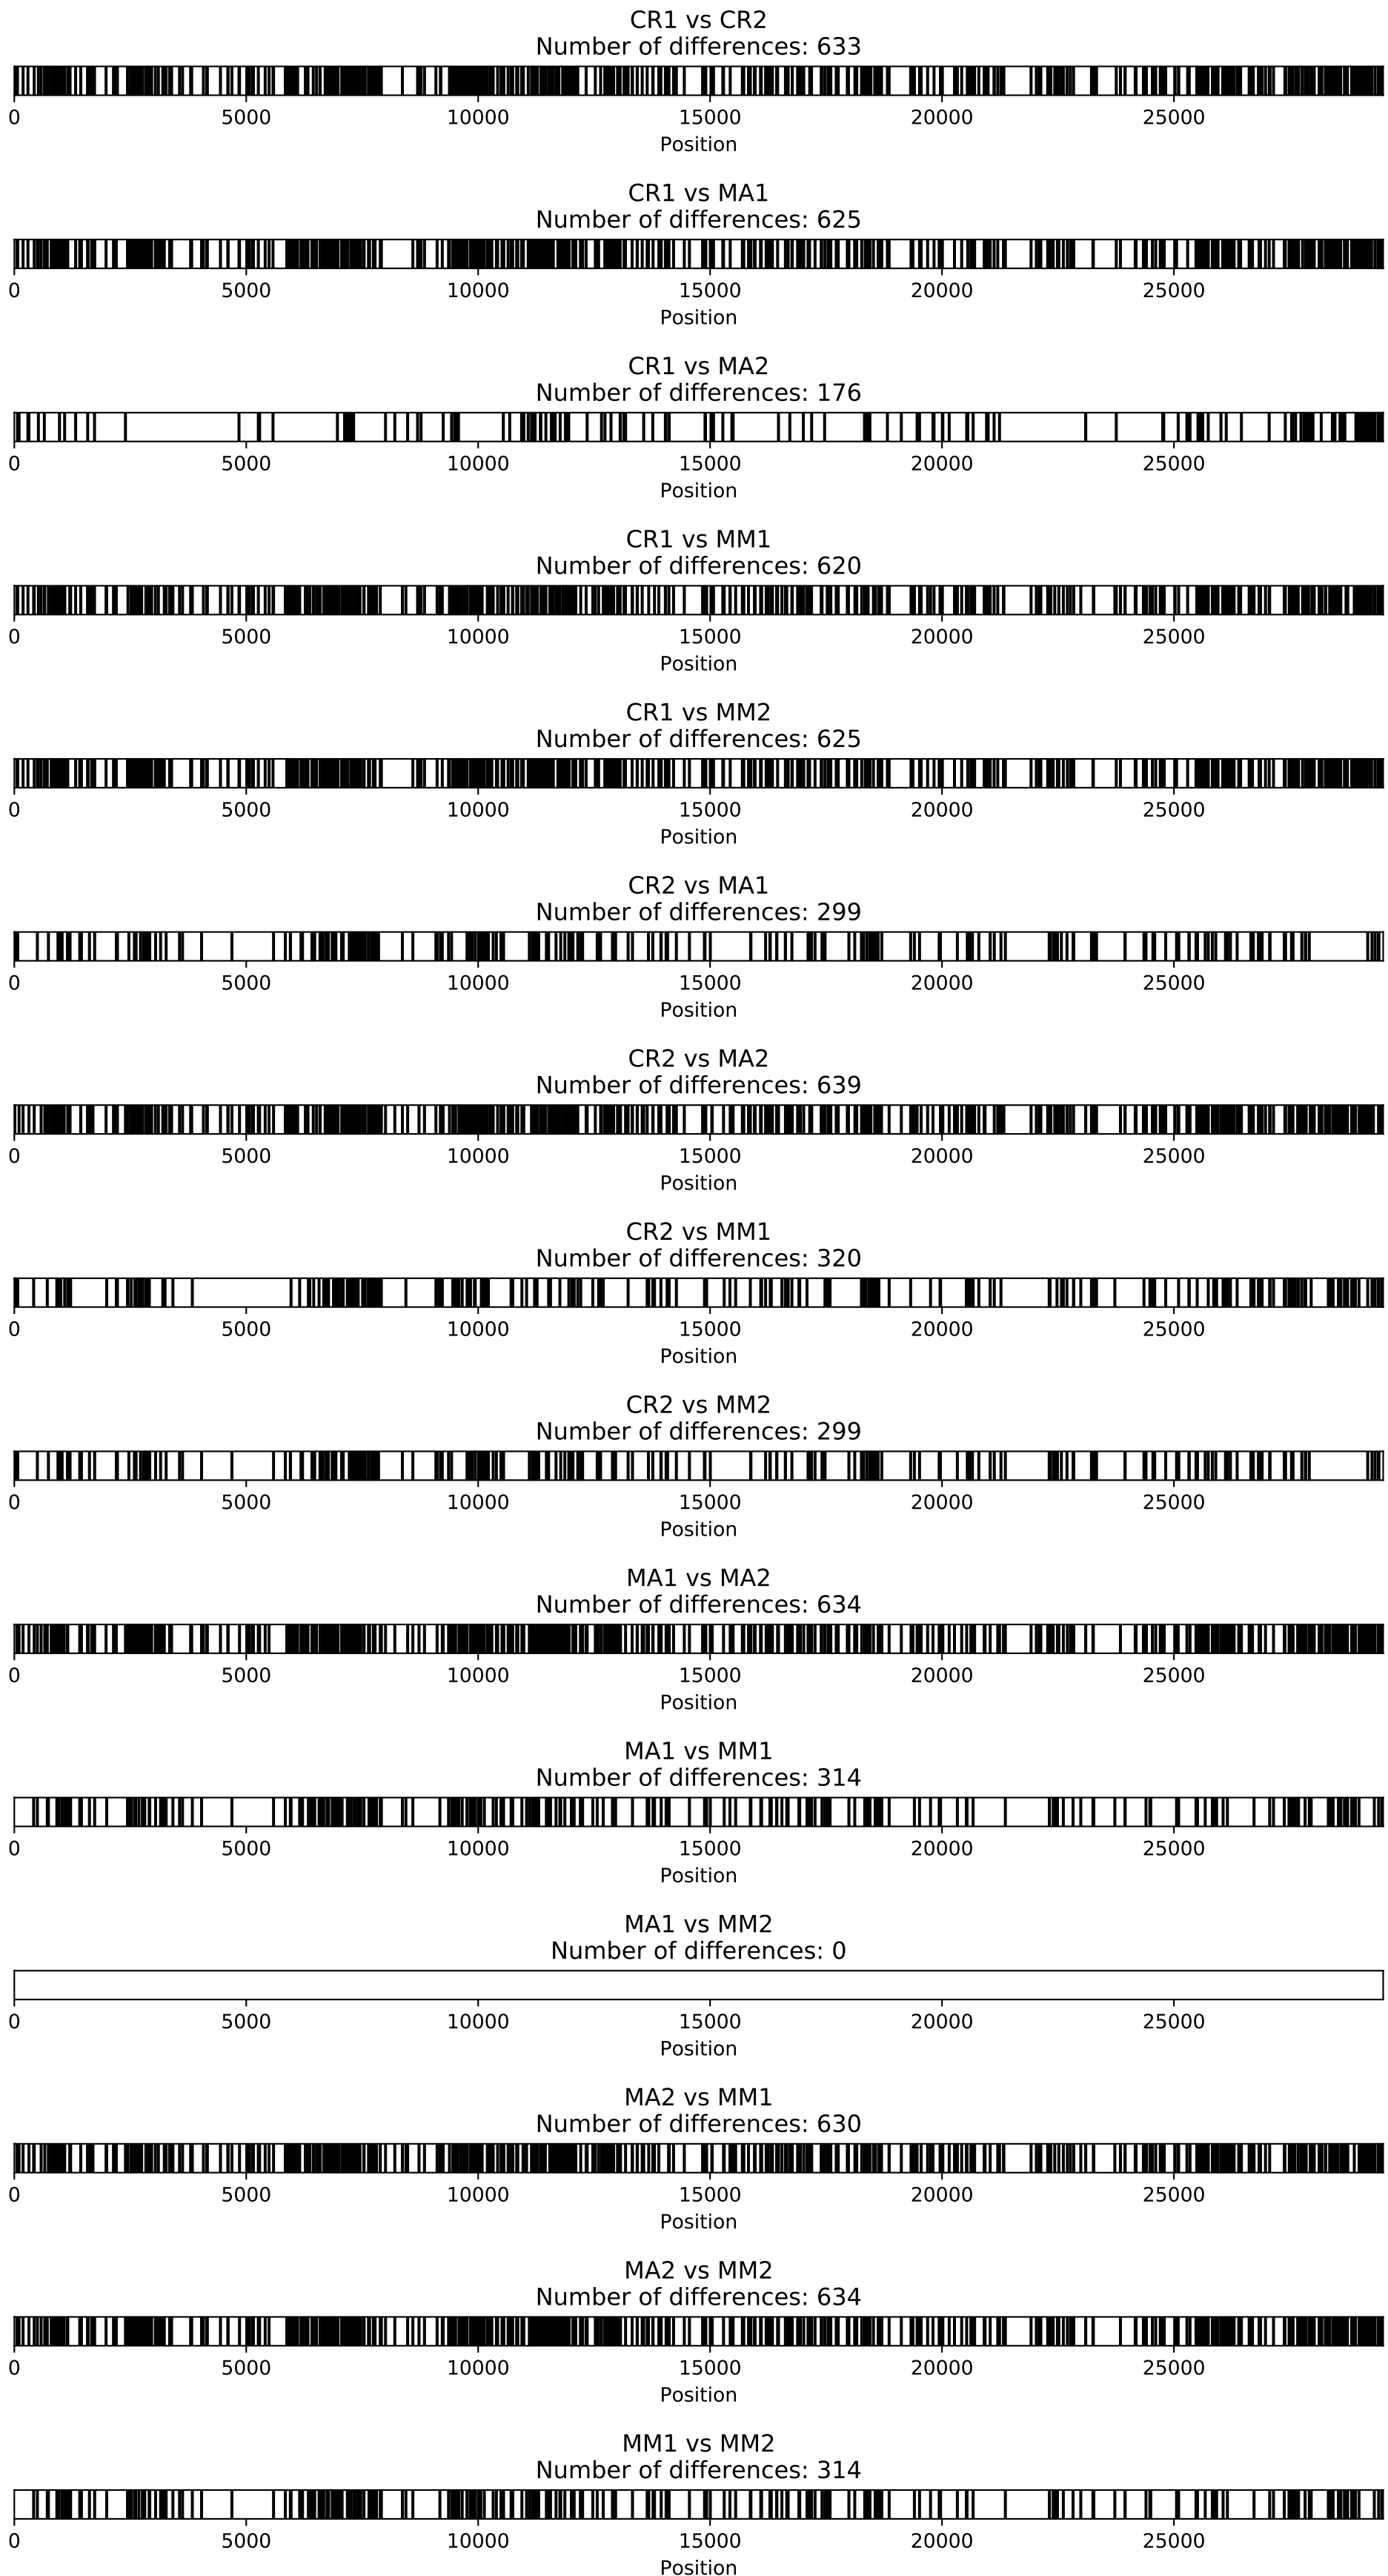 CR1 vs CR2
Number of differences: 633
0 5000 10000 15000 20000 25000
Position
CR1 vs MA1
Number of differences: 625
0 5000 10000 15000 20000 25000
Position
CR1 vs MA2
Number of differences: 176
0 5000 10000 15000 20000 25000
Position
CR1 vs MM1
Number of differences: 620
0 5000 10000 15000 20000 25000
Position
CR1 vs MM2
Number of differences: 625
0 5000 10000 15000 20000 25000
Position
CR2 vs MA1
Number of differences: 299
0 5000 10000 15000 20000 25000
Position
CR2 vs MA2
Number of differences: 639
0 5000 10000 15000 20000 25000
Position
CR2 vs MM1
Number of differences: 320
0 5000 10000 15000 20000 25000
Position
CR2 vs MM2
Number of differences: 299
0 5000 10000 15000 20000 25000
Position
MA1 vs MA2
Number of differences: 634
0 5000 10000 15000 20000 25000
Position
MA1 vs MM1
Number of differences: 314
0 5000 10000 15000 20000 25000
Position
MA1 vs MM2
Number of differences: 0
0 5000 10000 15000 20000 25000
Position
MA2 vs MM1
Number of differences: 630
0 5000 10000 15000 20000 25000
Position
MA2 vs MM2
Number of differences: 634
0 5000 10000 15000 20000 25000
Position
MM1 vs MM2
Number of differences: 314
0 5000 10000 15000 20000 25000
Position